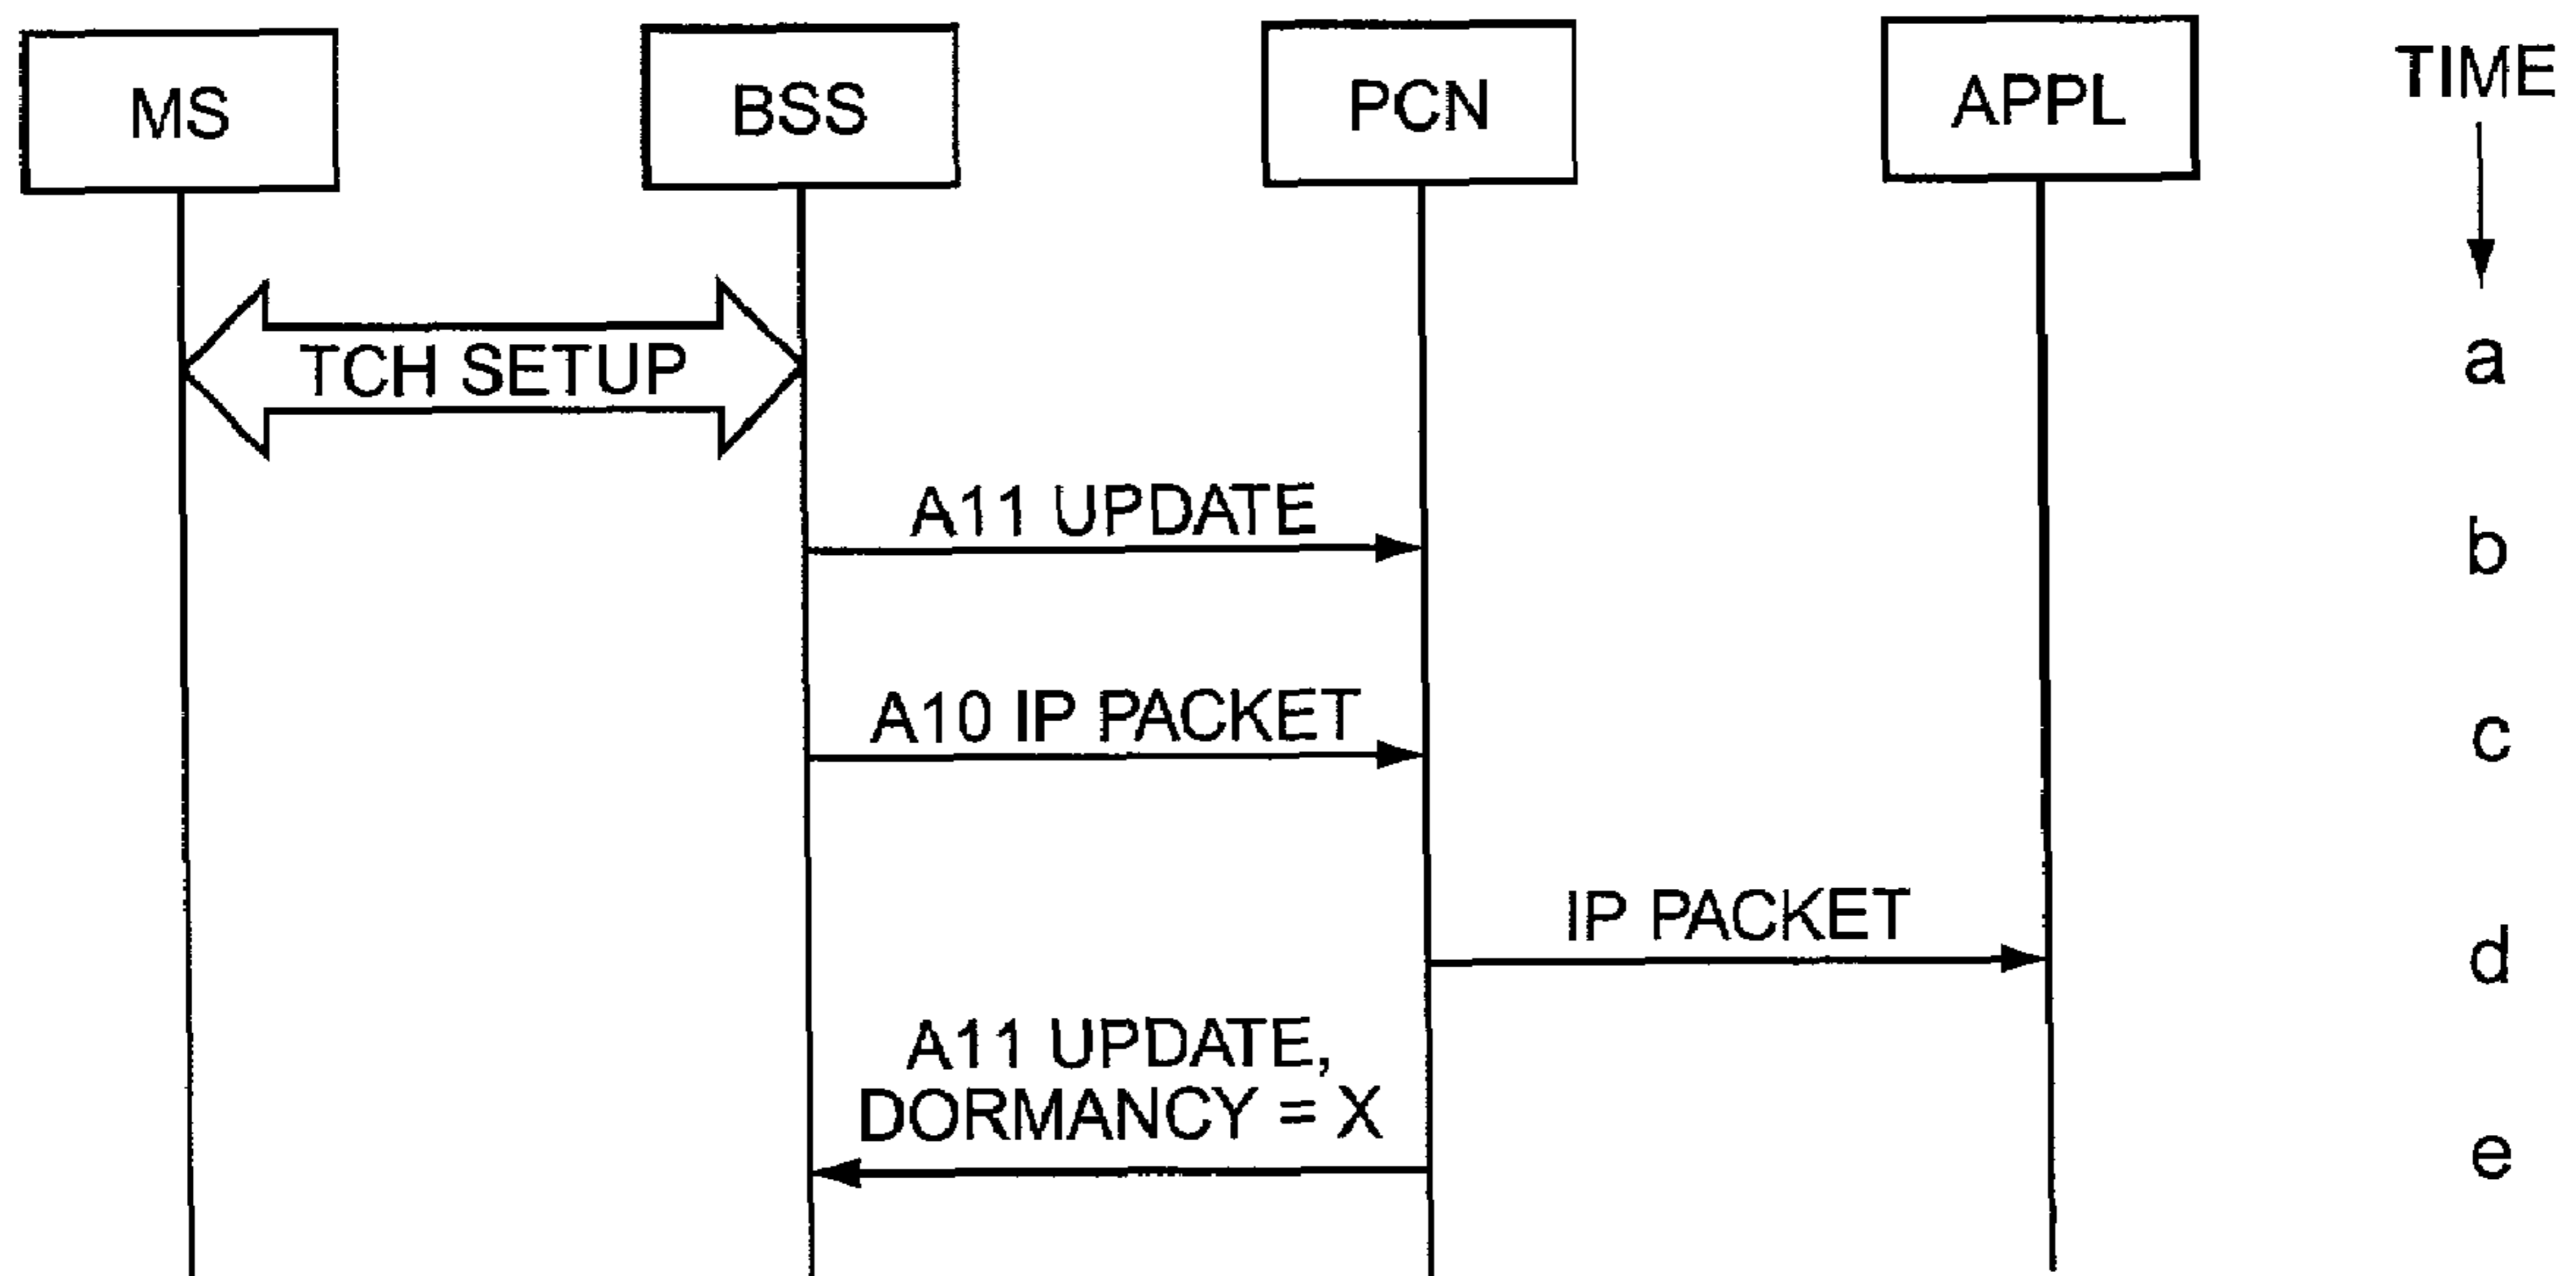 MS
BSS
PCN
APPL
TIME
TCH SETUP
a
A11 UPDATE
b
A10 IP PACKET
c
IP PACKET
d
A11 UPDATE,
DORMANCY = X
e